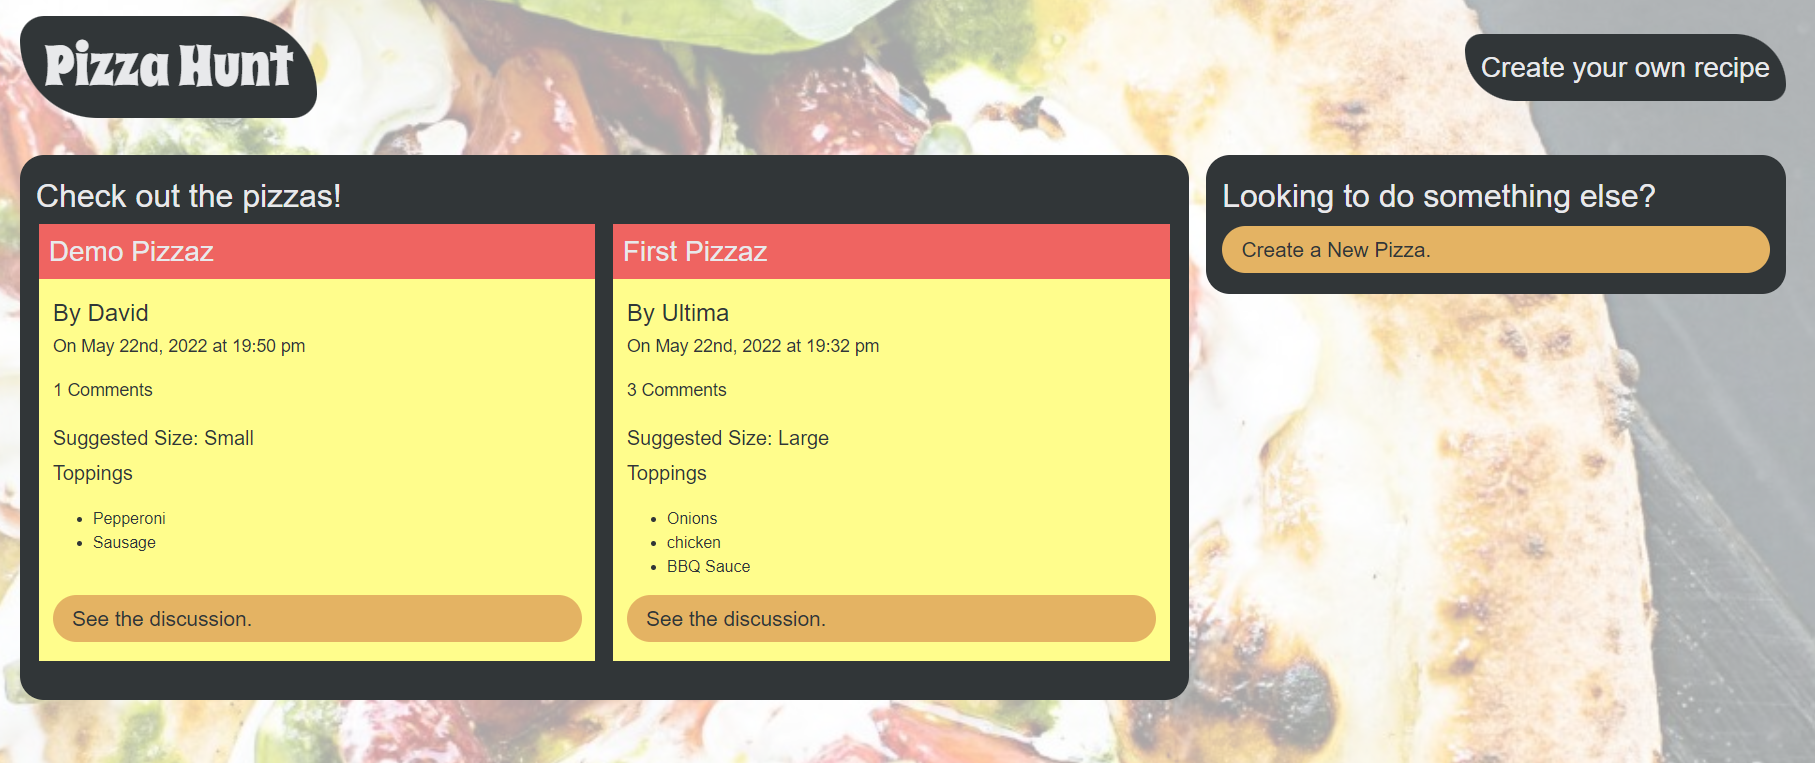 Pizza Hunt
Create your own recipe
Check out the pizzas!
Demo Pizzaz
By David
On May 22nd, 2022 at 19:50 pm
1 Comments
Suggested Size: Small
Toppings
Pepperoni
Sausage
See the discussion.
First Pizzaz
By Ultima
On May 22nd, 2022 at 19:32 pm
3 Comments
Suggested Size: Large
Toppings
Onions
chicken
BBQ Sauce
See the discussion.
Looking to do something else?
Create a New Pizza.